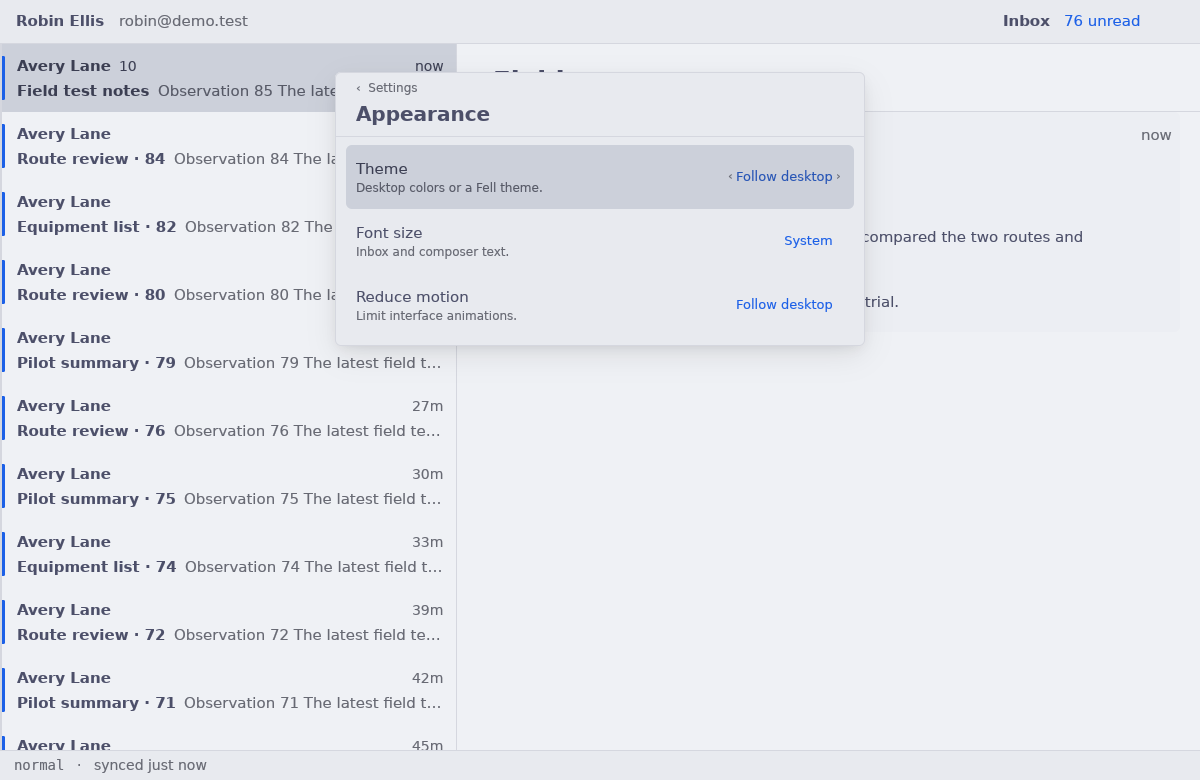 Robin Ellis robin@demo.test Inbox 76 unread
Avery Lane 10 now
Field test notes Observation 85 The late
Avery Lane
Route review · 84 Observation 84 The la
Avery Lane
Equipment list · 82 Observation 82 The
Avery Lane
Route review · 80 Observation 80 The la
Avery Lane
Pilot summary · 79 Observation 79 The latest field t…
Avery Lane 27m
Route review · 76 Observation 76 The latest field te…
Avery Lane 30m
Pilot summary · 75 Observation 75 The latest field t…
Avery Lane 33m
Equipment list · 74 Observation 74 The latest field t…
Avery Lane 39m
Route review · 72 Observation 72 The latest field te…
Avery Lane 42m
Pilot summary · 71 Observation 71 The latest field t…
Avery Lane 45m
‹ Settings
Appearance
Theme
Desktop colors or a Fell theme.
‹ Follow desktop ›
Font size
Inbox and composer text.
System
Reduce motion
Limit interface animations.
Follow desktop
now
compared the two routes and
trial.
normal · synced just now